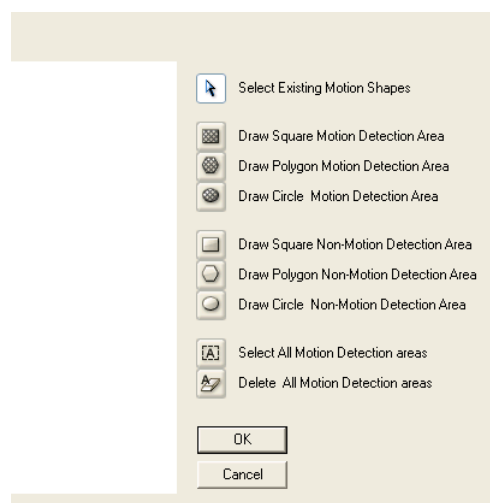 Select Existing Motion Shapes
Draw Square Motion Detection Area
Draw Polygon Motion Detection Area
Draw Circle Motion Detection Area
Draw Square Non-Motion Detection Area
Draw Polygon Non-Motion Detection Area
Draw Circle Non-Motion Detection Area
[A] Select All Motion Detection areas
A Delete All Motion Detection areas
OK
Cancel